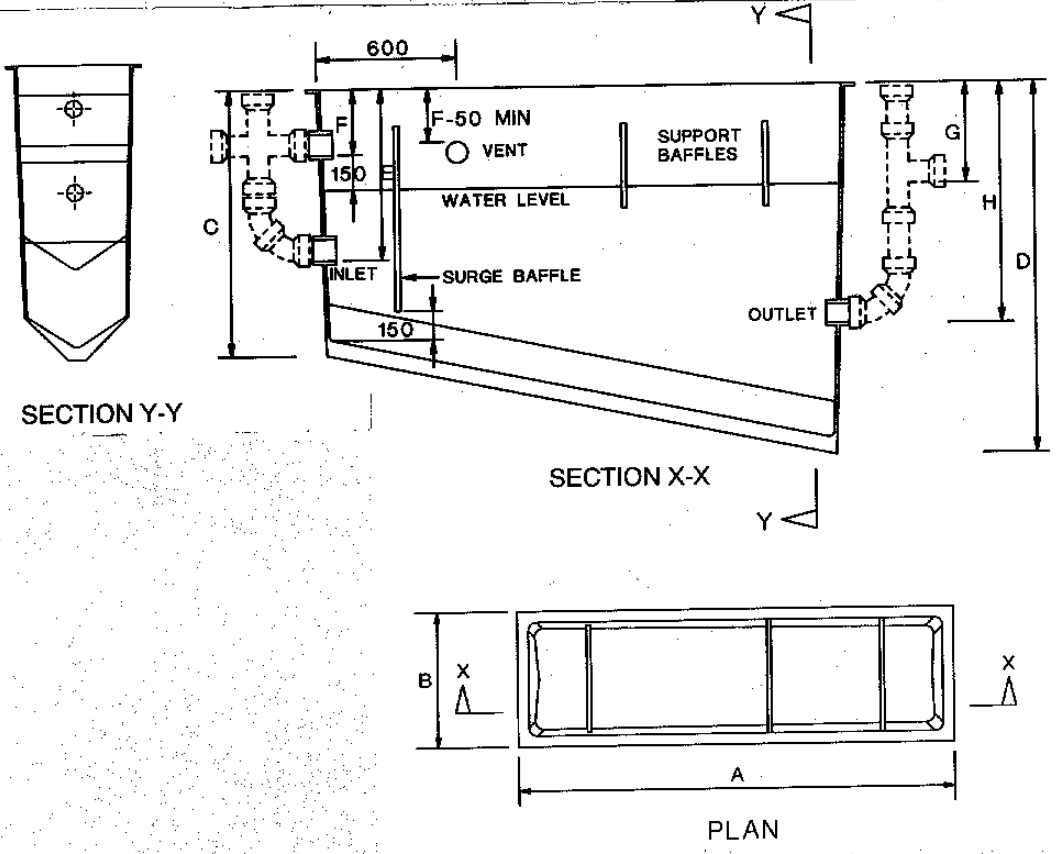 Y
600
F
F-50 MIN
VENT
SUPPORT
BAFFLES
G
150
E
WATER LEVEL
H
C
D
INLET
SURGE BAFFLE
OUTLET
150
SECTION Y-Y
SECTION X-X
Y
B
X
X
A
PLAN